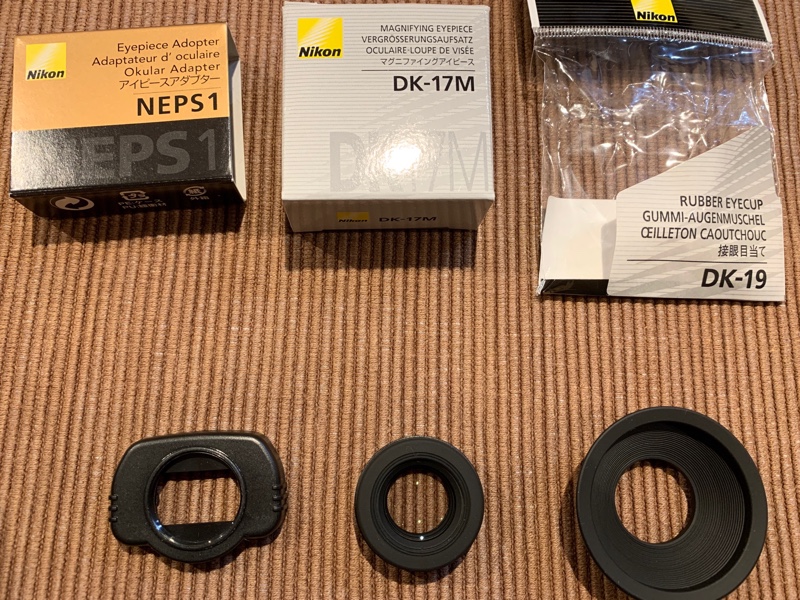 Nikon
Eyepiece Adopter
Adaptateur d' oculaire
Okular Adapter
アイピースアダプター
NEPS1
NEPS1
Nikon
MAGNIFYING EYEPIECE
VERGRÖSSERUNGSAUFSATZ
OCULAIRE-LOUPE DE VISÉE
マグニファイングアイピース
DK-17M
DK-17M
Nikon DK-17M
Nikon
RUBBER EYECUP
GUMMI-AUGENMUSCHEL
ŒILLETON CAOUTCHOUC
接眼目当て
DK-19